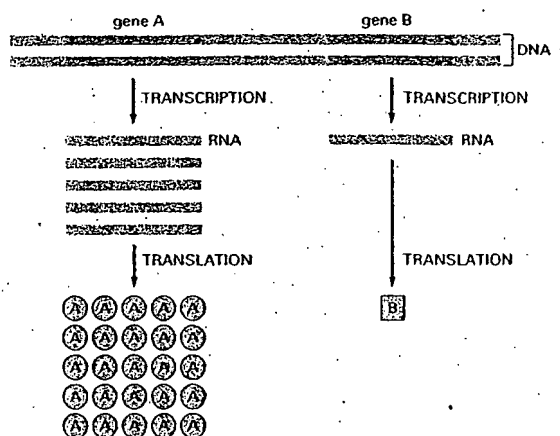 gene A gene B
DNA
TRANSCRIPTION TRANSCRIPTION
RNA RNA
TRANSLATION TRANSLATION
A A A A A B
A A A A A
A A A A A
A A A A A
A A A A A